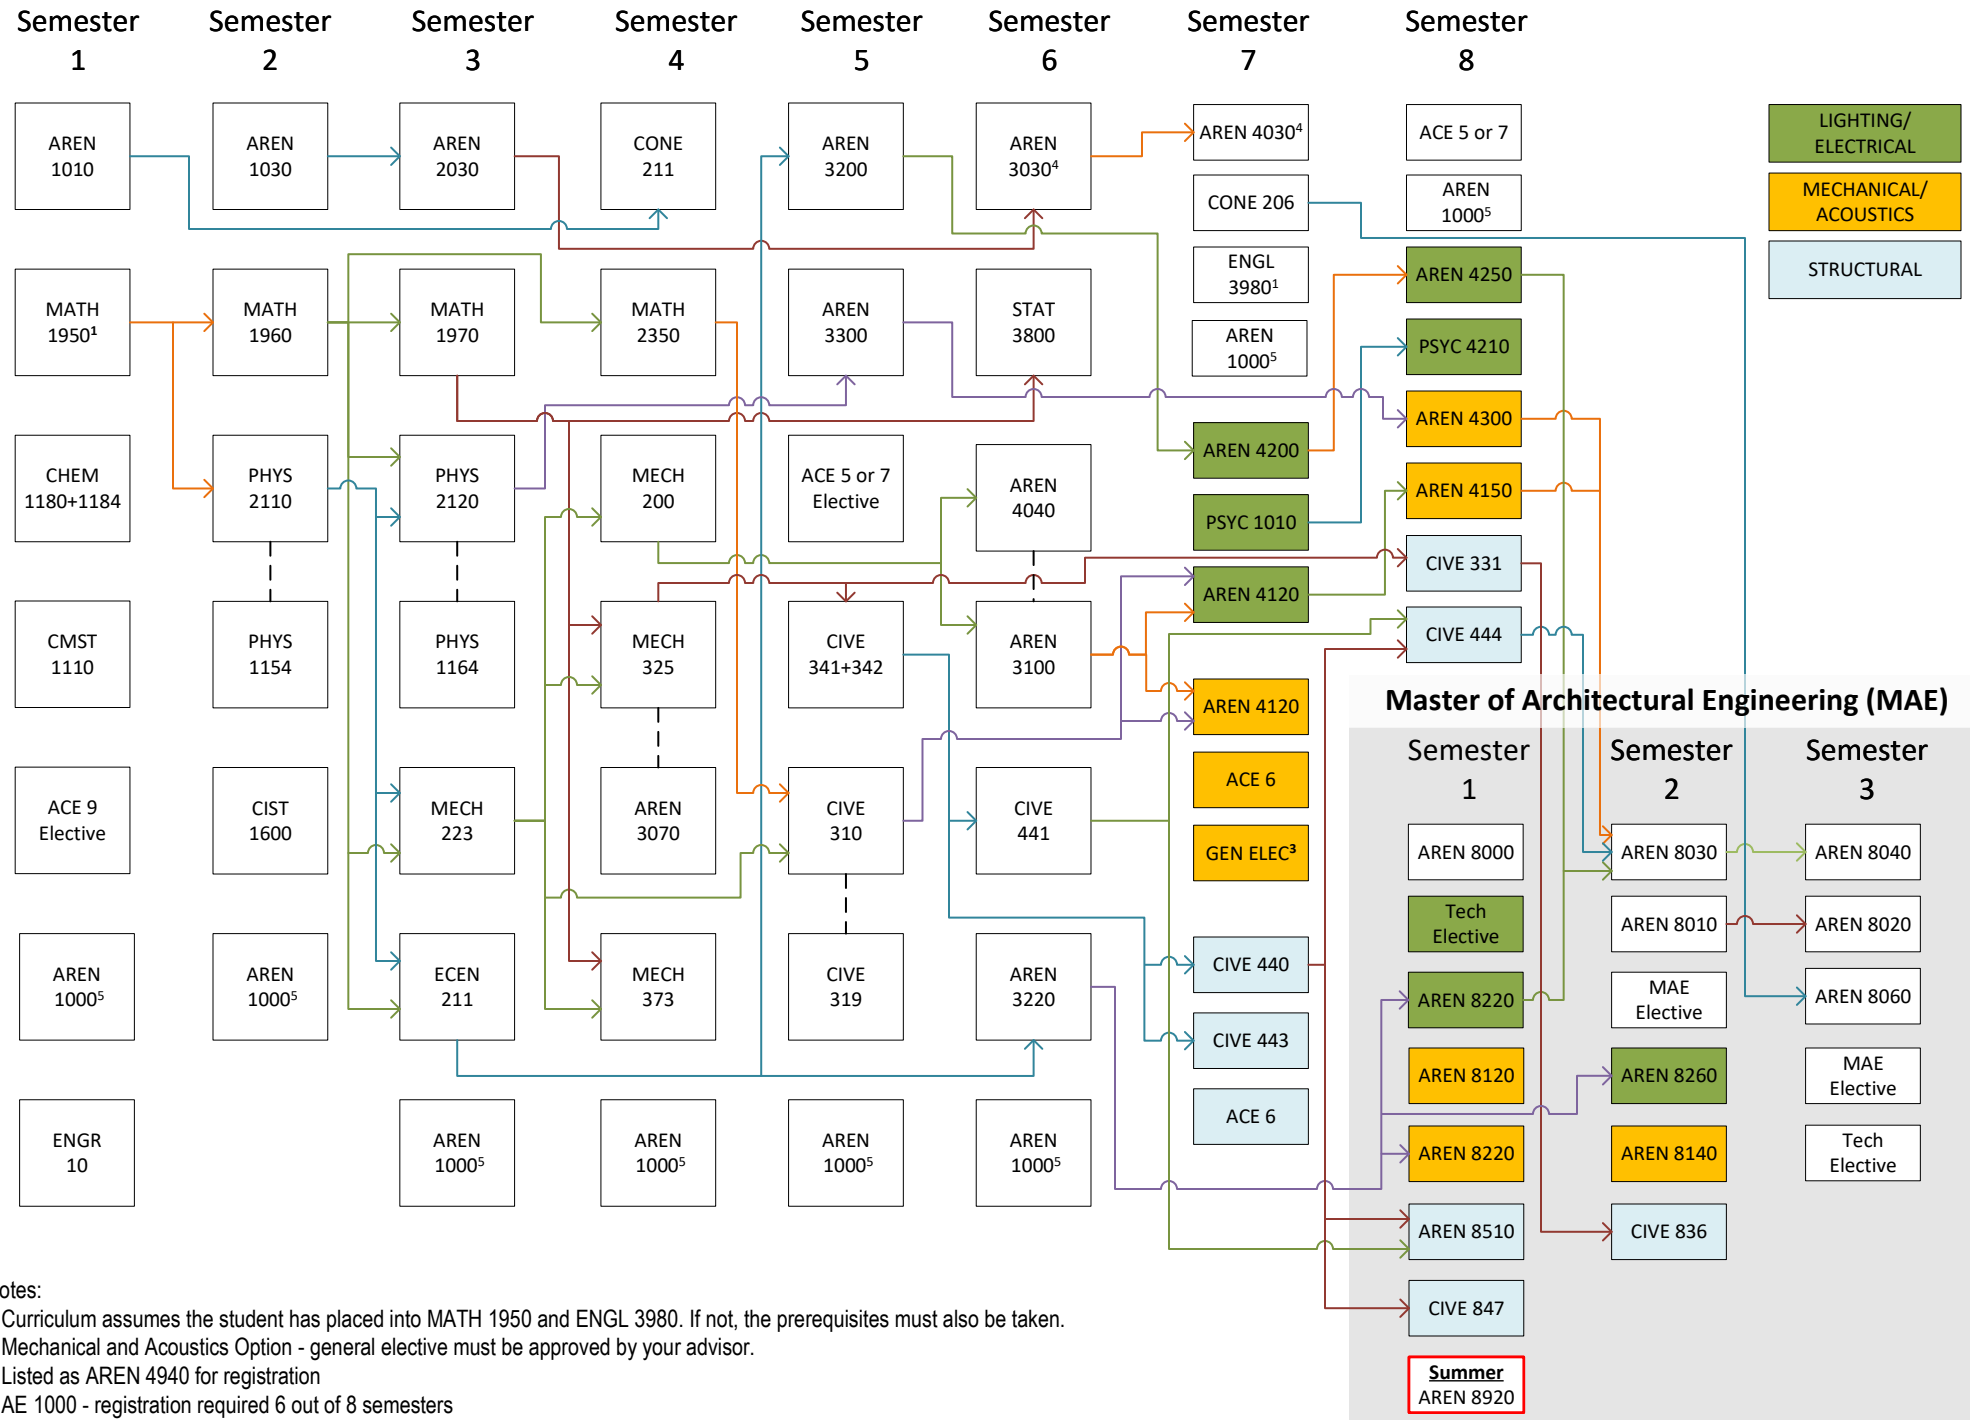 Semester
1
Semester
2
Semester
3
Semester
4
Semester
5
Semester
6
Semester
7
Semester
8
AREN
1010
MATH
1950¹
CHEM
1180+1184
CMST
1110
ACE 9
Elective
AREN
1000⁵
ENGR
10
AREN
1030
MATH
1960
PHYS
2110
PHYS
1154
CIST
1600
AREN
1000⁵
AREN
2030
MATH
1970
PHYS
2120
PHYS
1164
MECH
223
ECEN
211
AREN
1000⁵
CONE
211
MATH
2350
MECH
200
MECH
325
AREN
3070
MECH
373
AREN
1000⁵
AREN
3200
AREN
3300
ACE 5 or 7
Elective
CIVE
341+342
CIVE
310
CIVE
319
AREN
1000⁵
AREN
3030⁴
STAT
3800
AREN
4040
AREN
3100
CIVE
441
AREN
3220
AREN
1000⁵
AREN 4030⁴
CONE 206
ENGL
3980¹
AREN
1000⁵
AREN 4200
PSYC 1010
AREN 4120
AREN 4120
ACE 6
GEN ELEC³
CIVE 440
CIVE 443
ACE 6
ACE 5 or 7
AREN
1000⁵
AREN 4250
PSYC 4210
AREN 4300
AREN 4150
CIVE 331
CIVE 444
LIGHTING/
ELECTRICAL
MECHANICAL/
ACOUSTICS
STRUCTURAL
Master of Architectural Engineering (MAE)
Semester
1
Semester
2
Semester
3
AREN 8000
Tech
Elective
AREN 8220
AREN 8120
AREN 8220
AREN 8510
CIVE 847
Summer
AREN 8920
AREN 8030
AREN 8010
MAE
Elective
AREN 8260
AREN 8140
CIVE 836
AREN 8040
AREN 8020
AREN 8060
MAE
Elective
Tech
Elective
otes:
Curriculum assumes the student has placed into MATH 1950 and ENGL 3980. If not, the prerequisites must also be taken.
Mechanical and Acoustics Option - general elective must be approved by your advisor.
Listed as AREN 4940 for registration
AE 1000 - registration required 6 out of 8 semesters